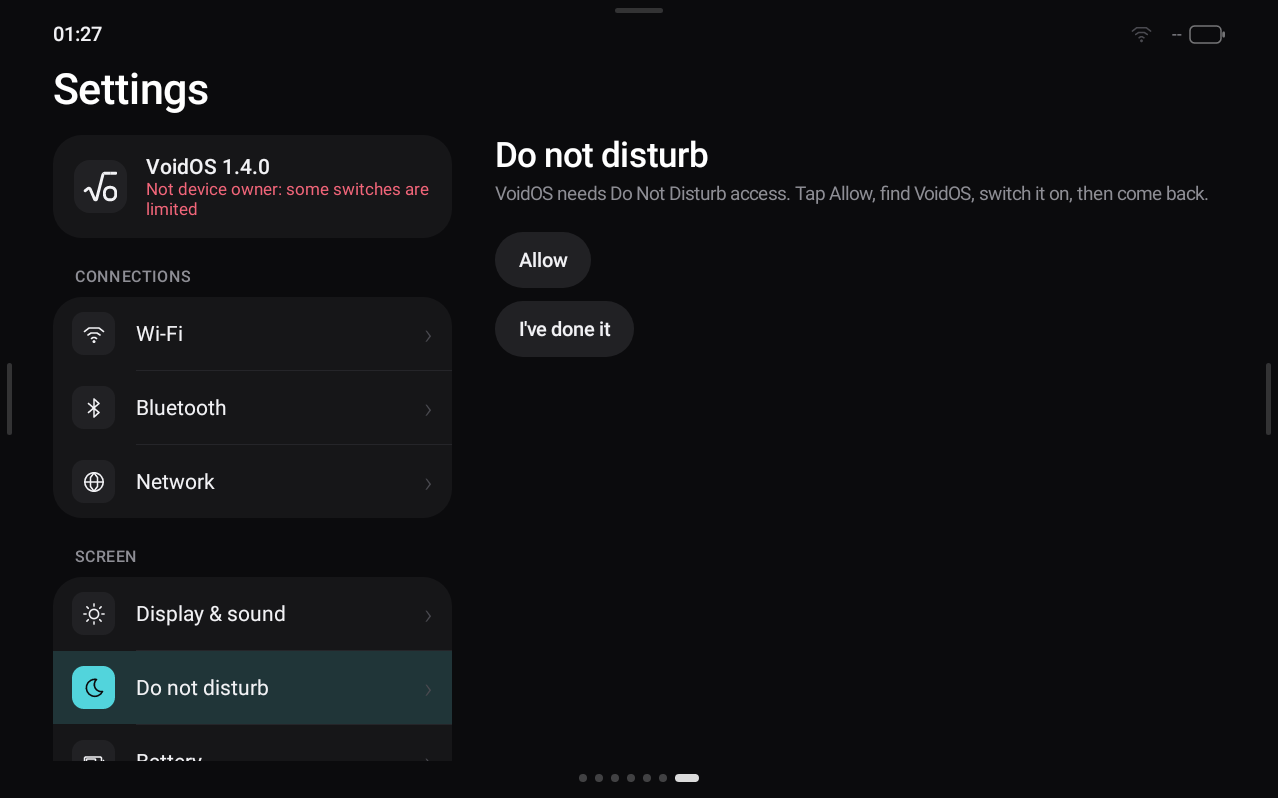 01:27
--
Settings
VoidOS 1.4.0
Not device owner: some switches are
limited
CONNECTIONS
Wi-Fi
Bluetooth
Network
SCREEN
Display & sound
Do not disturb
Battery
Do not disturb
VoidOS needs Do Not Disturb access. Tap Allow, find VoidOS, switch it on, then come back.
Allow
I've done it